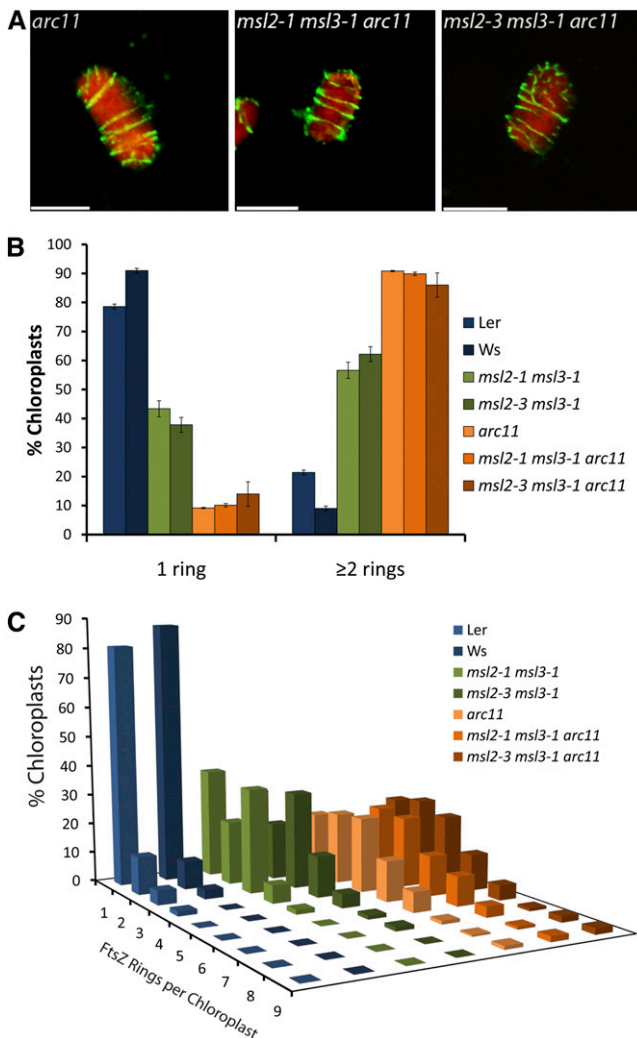 A
arc11
msl2-1 msl3-1 arc11
msl2-3 msl3-1 arc11
B
100
90
80
70
60
50
40
30
20
10
0
% Chloroplasts
1 ring
≥2 rings
Ler
Ws
msl2-1 msl3-1
msl2-3 msl3-1
arc11
msl2-1 msl3-1 arc11
msl2-3 msl3-1 arc11
C
90
80
70
60
50
40
30
20
10
0
% Chloroplasts
1
2
3
4
5
6
7
8
9
FtsZ Rings per Chloroplast
Ler
Ws
msl2-1 msl3-1
msl2-3 msl3-1
arc11
msl2-1 msl3-1 arc11
msl2-3 msl3-1 arc11